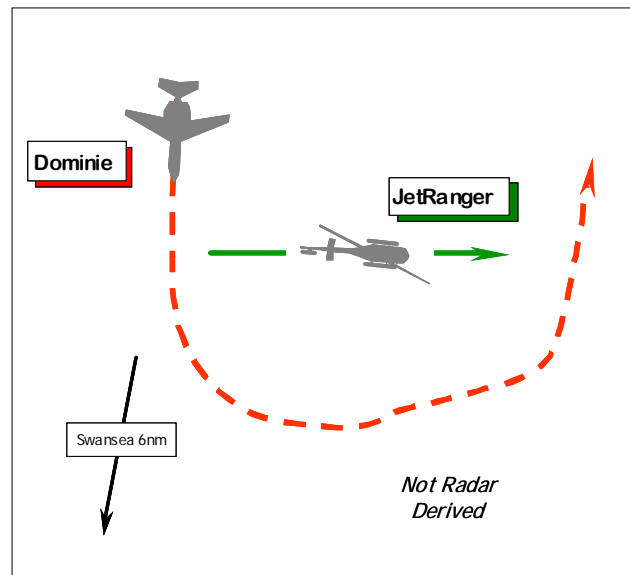 Dominie
JetRanger
Swansea 6nm
Not Radar
Derived